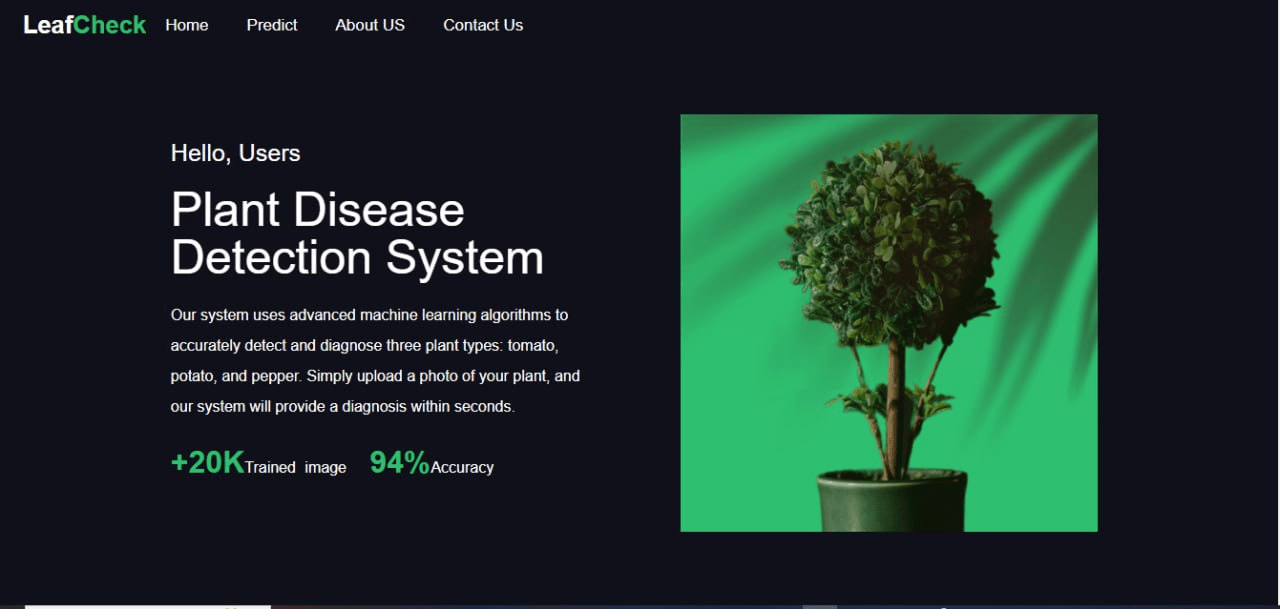 LeafCheck Home Predict About US Contact Us
Hello, Users
Plant Disease
Detection System
Our system uses advanced machine learning algorithms to
accurately detect and diagnose three plant types: tomato,
potato, and pepper. Simply upload a photo of your plant, and
our system will provide a diagnosis within seconds.
+20KTrained image 94%Accuracy